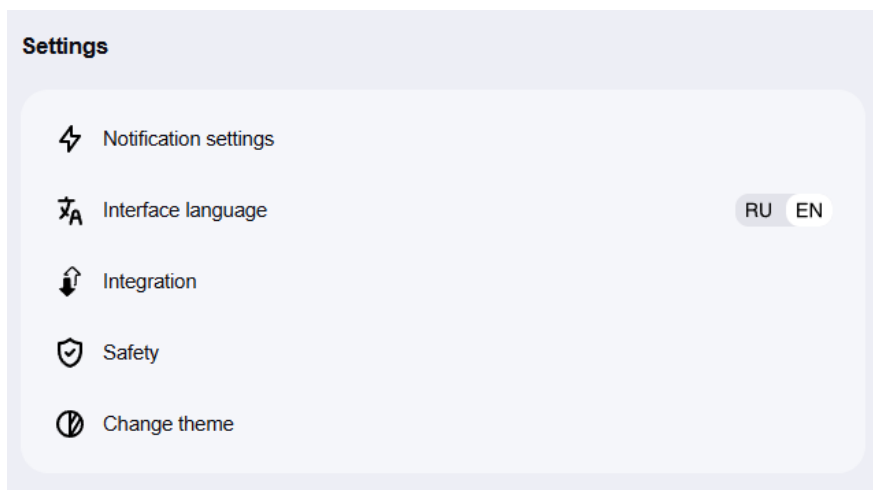 Settings
Notification settings
Interface language RU EN
Integration
Safety
Change theme